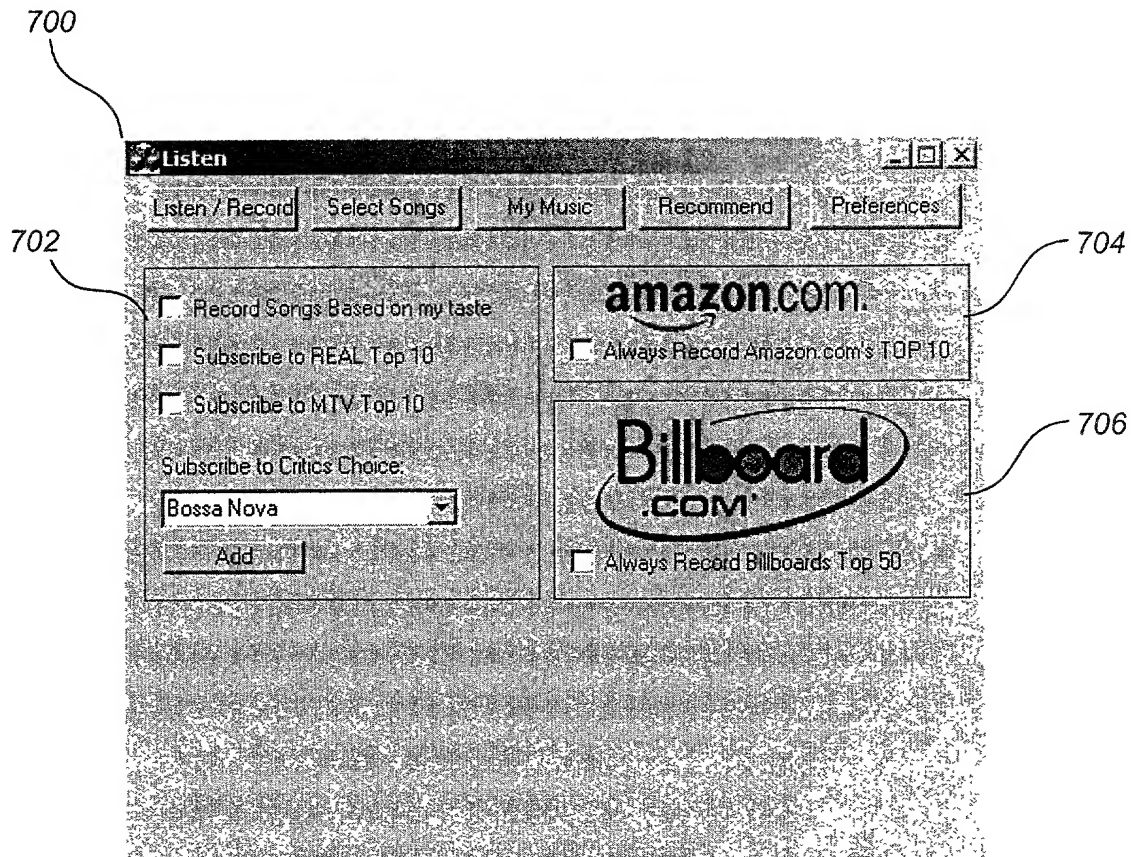 700
Listen
Listen / Record Select Songs My Music Recommend Preferences
702
704
Record Songs Based on my taste
Subscribe to REAL Top 10
Subscribe to MTV Top 10
Subscribe to Critics Choice:
Bossa Nova
Add
amazon.com.
Always Record Amazon.com's TOP 10
706
Billboard
.COM'
Always Record Billboards Top 50